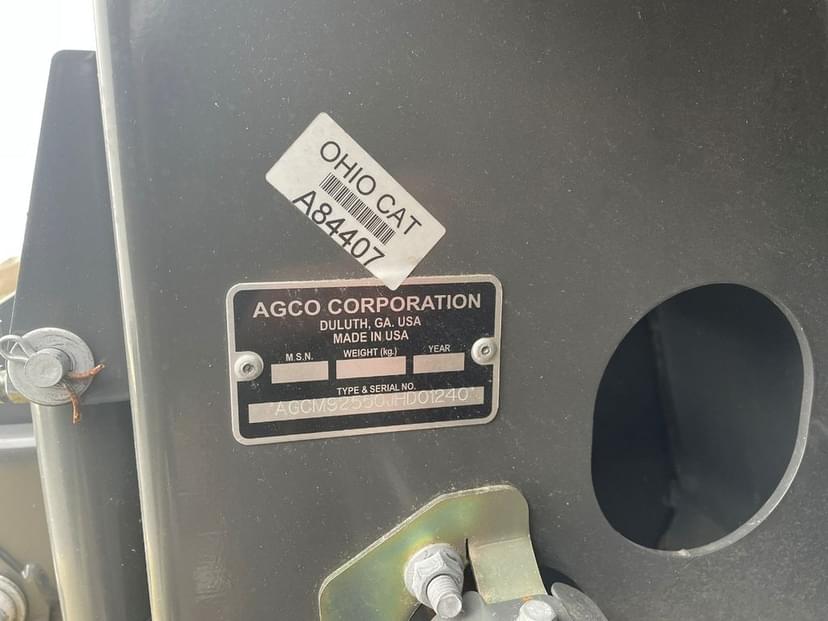 OHIO CAT
A84407
AGCO CORPORATION
DULUTH, GA. USA
MADE IN USA
M.S.N. WEIGHT (kg.) YEAR
TYPE & SERIAL NO.
*AGCM92550JHD01240*